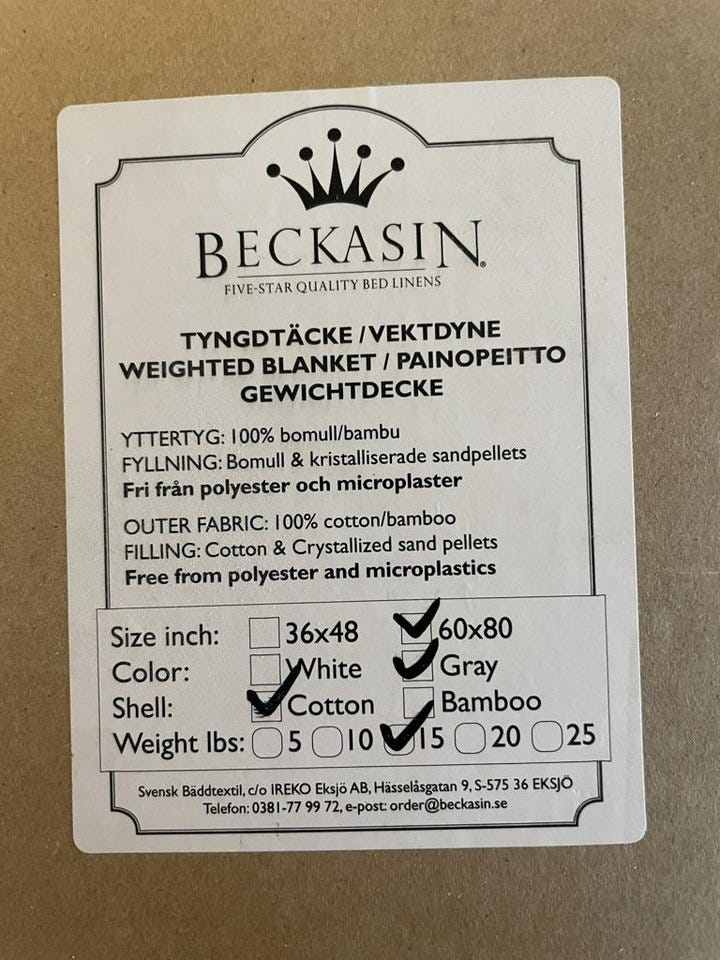 BECKASIN®
FIVE-STAR QUALITY BED LINENS
TYNGDTÄCKE / VEKTDYNE
WEIGHTED BLANKET / PAINOPEITTO
GEWICHTDECKE
YTTERTYG: 100% bomull/bambu
FYLLNING: Bomull & kristalliserade sandpellets
Fri från polyester och microplaster
OUTER FABRIC: 100% cotton/bamboo
FILLING: Cotton & Crystallized sand pellets
Free from polyester and microplastics
Size inch: 36x48 60x80
Color: White Gray
Shell: Cotton Bamboo
Weight lbs: 5 10 15 20 25
Svensk Bäddtextil, c/o IREKO Eksjö AB, Hässelåsgatan 9, S-575 36 EKSJÖ
Telefon: 0381-77 99 72, e-post: order@beckasin.se